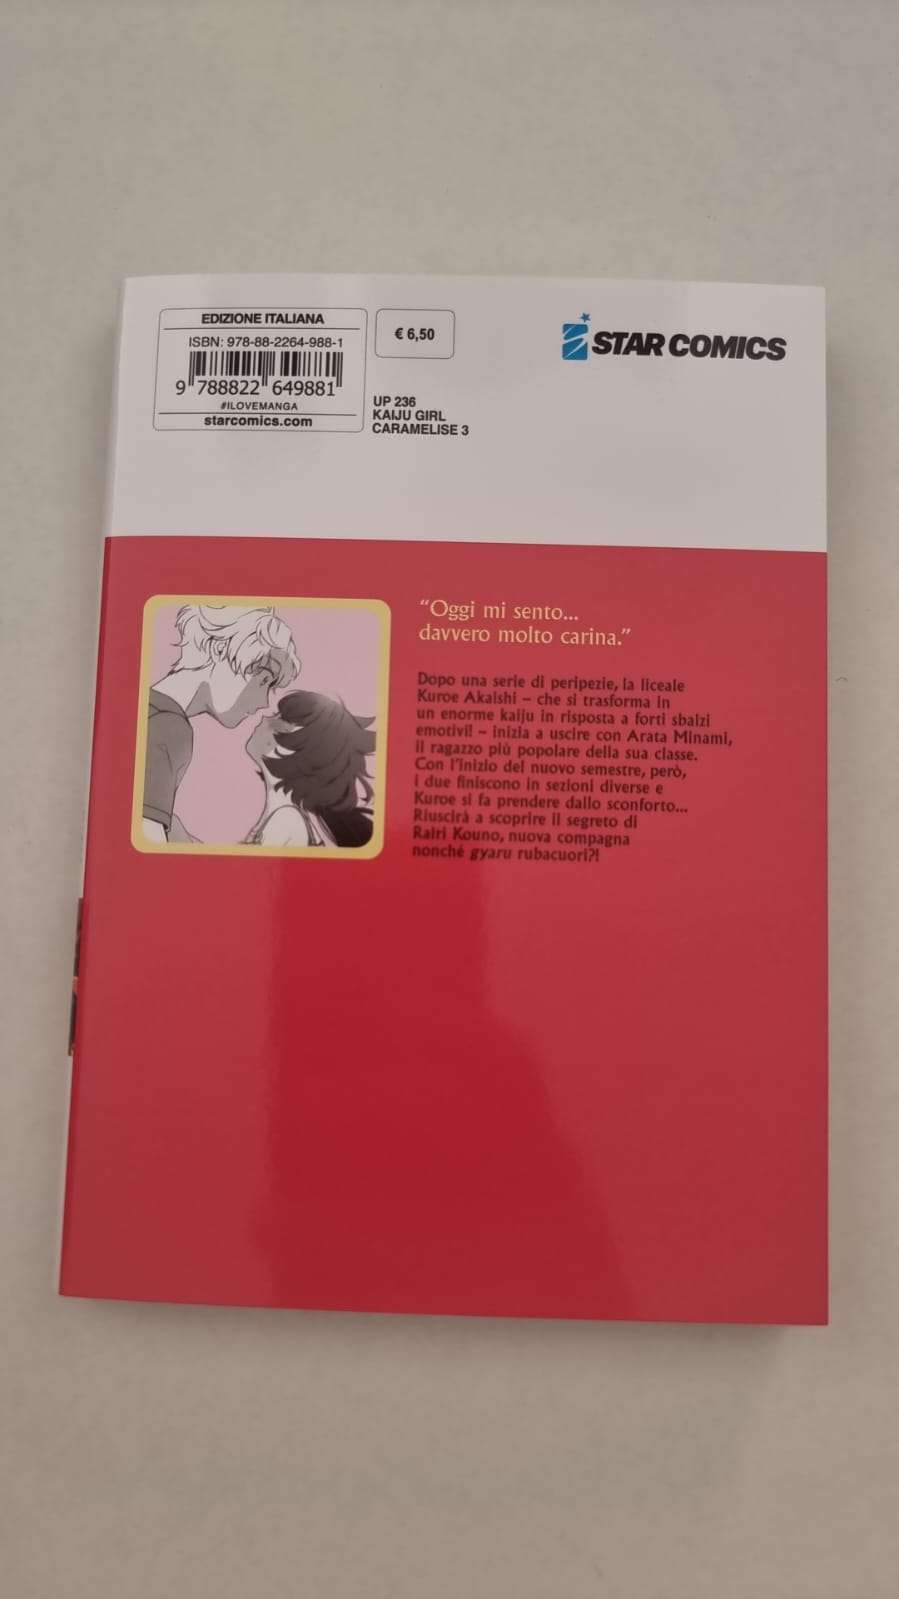 EDIZIONE ITALIANA
ISBN: 978-88-2264-988-1
9 788822 649881
#ILOVEMANGA
starcomics.com
€ 6,50
UP 236
KAIJU GIRL
CARAMELISE 3
STAR COMICS
“Oggi mi sento...
davvero molto carina.”
Dopo una serie di peripezie, la liceale
Kuroe Akaishi – che si trasforma in
un enorme kaiju in risposta a forti sbalzi
emotivi! – inizia a uscire con Arata Minami,
il ragazzo più popolare della sua classe.
Con l’inizio del nuovo semestre, però,
i due finiscono in sezioni diverse e
Kuroe si fa prendere dallo sconforto...
Riuscirà a scoprire il segreto di
Rairi Kouno, nuova compagna
nonché gyaru rubacuori?!